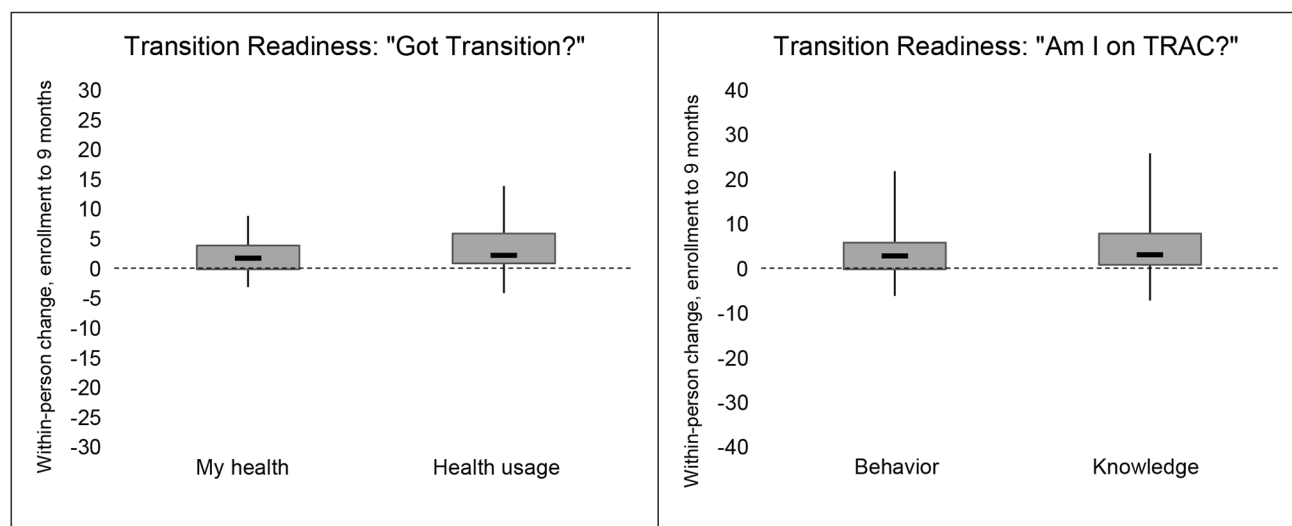 Transition Readiness: "Got Transition?"
Within-person change, enrollment to 9 months
30
25
20
15
10
5
0
-5
-10
-15
-20
-25
-30
My health
Health usage
Transition Readiness: "Am I on TRAC?"
Within-person change, enrollment to 9 months
40
30
20
10
0
-10
-20
-30
-40
Behavior
Knowledge